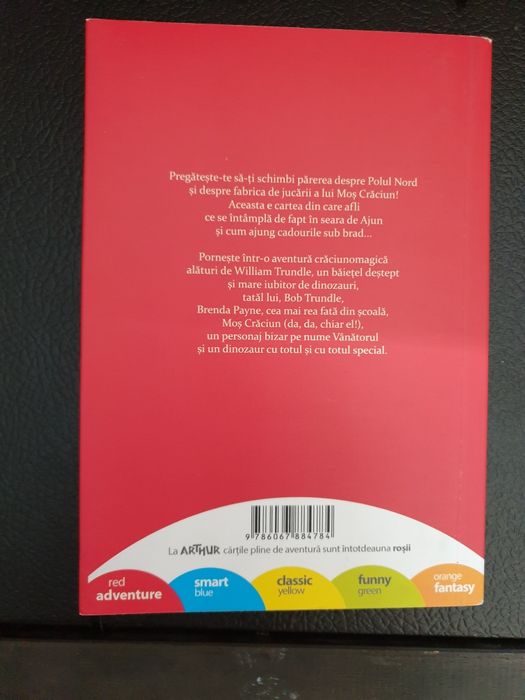 Pregătește-te să-ți schimbi părerea despre Polul Nord
și despre fabrica de jucării a lui Moș Crăciun!
Aceasta e cartea din care afli
ce se întâmplă de fapt în seara de Ajun
și cum ajung cadourile sub brad...
Pornește într-o aventură crăciunomagică
alături de William Trundle, un băiețel deștept
și mare iubitor de dinozauri,
tatăl lui, Bob Trundle,
Brenda Payne, cea mai rea fată din școală,
Moș Crăciun (da, da, chiar el!),
un personaj bizar pe nume Vânătorul
și un dinozaur cu totul și cu totul special.
9 786067 884784
La ARTHUR cărțile pline de aventură sunt întotdeauna roșii
red
adventure
smart
blue
classic
yellow
funny
green
orange
fantasy